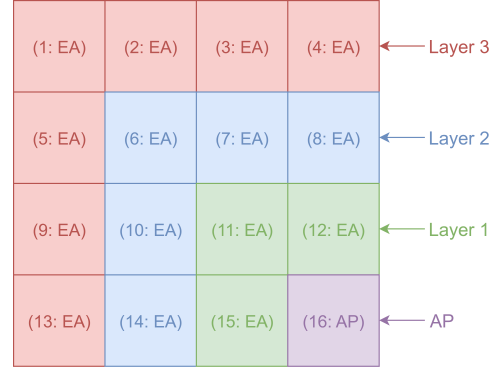 (1: EA) (2: EA) (3: EA) (4: EA) Layer 3
(5: EA) (6: EA) (7: EA) (8: EA) Layer 2
(9: EA) (10: EA) (11: EA) (12: EA) Layer 1
(13: EA) (14: EA) (15: EA) (16: AP) AP